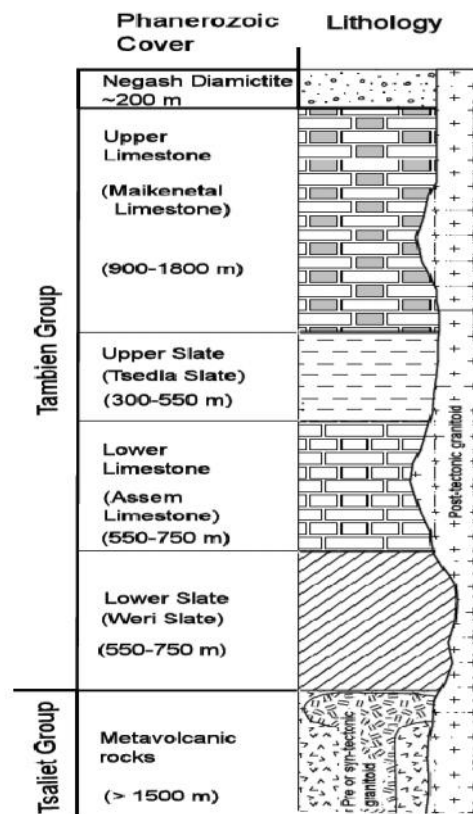 Phanerozoic
Cover
Lithology
Negash Diamictite
~200 m
Upper
Limestone
(Maikenetal
Limestone)
(900-1800 m)
Upper Slate
(Tsedia Slate)
(300-550 m)
Lower
Limestone
(Assem
Limestone)
(550-750 m)
Lower Slate
(Weri Slate)
(550-750 m)
Metavolcanic
rocks
(> 1500 m)
Tambien Group
Tsaliet Group
Pre or syn-tectonic
granitoid
Post-tectonic granitoid